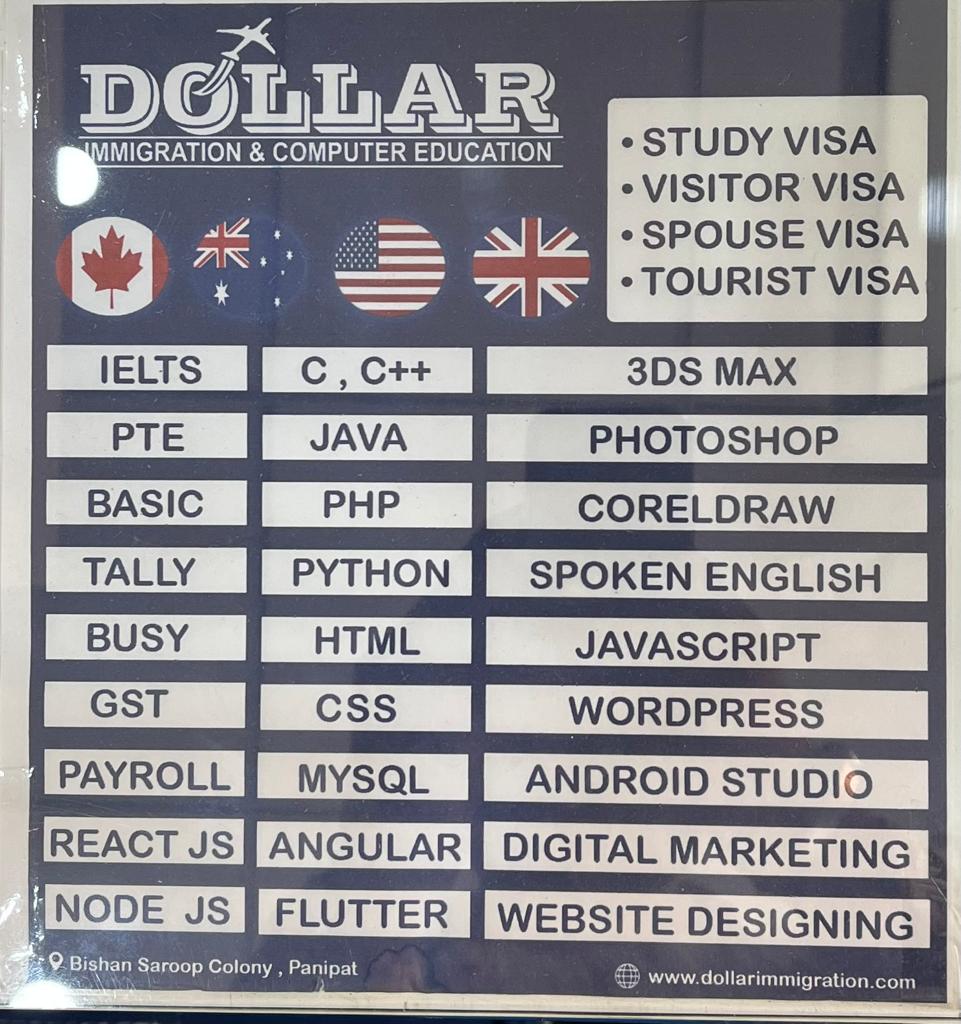 DOLLAR
IMMIGRATION & COMPUTER EDUCATION
• STUDY VISA
• VISITOR VISA
• SPOUSE VISA
• TOURIST VISA
IELTS C , C++ 3DS MAX
PTE JAVA PHOTOSHOP
BASIC PHP CORELDRAW
TALLY PYTHON SPOKEN ENGLISH
BUSY HTML JAVASCRIPT
GST CSS WORDPRESS
PAYROLL MYSQL ANDROID STUDIO
REACT JS ANGULAR DIGITAL MARKETING
NODE JS FLUTTER WEBSITE DESIGNING
Bishan Saroop Colony , Panipat
www.dollarimmigration.com